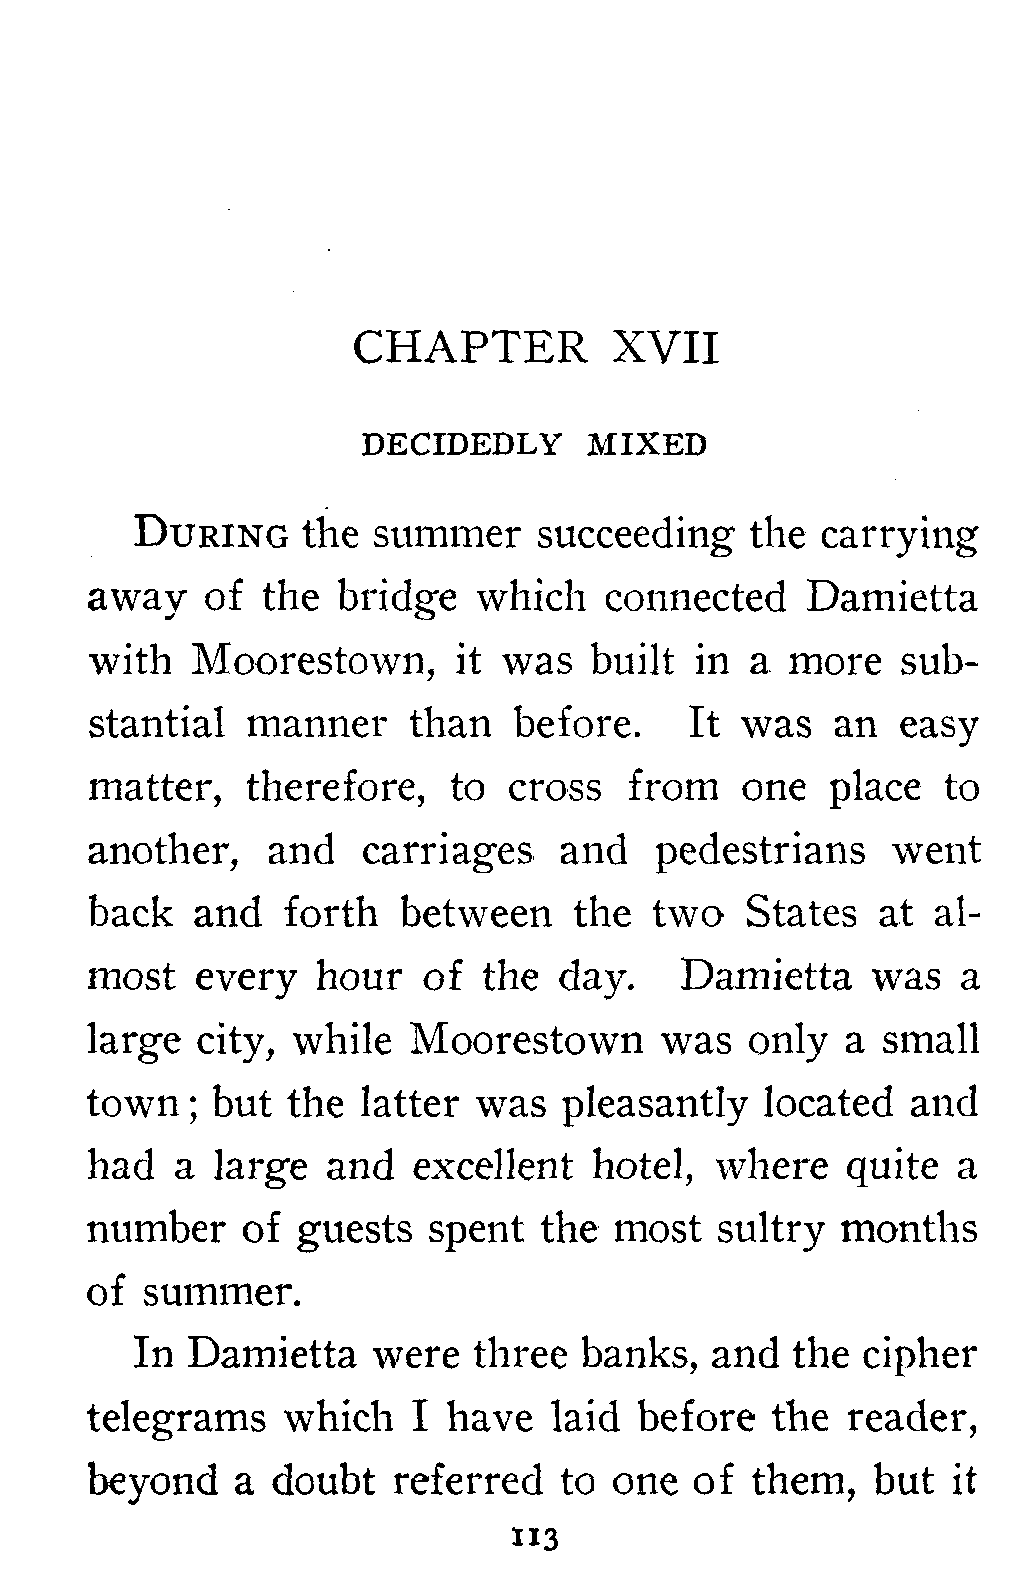 CHAPTER XVII
DECIDEDLY MIXED
DURING the summer succeeding the carrying
away of the bridge which connected Damietta
with Moorestown, it was built in a more sub-
stantial manner than before. It was an easy
matter, therefore, to cross from one place to
another, and carriages and pedestrians went
back and forth between the two States at al-
most every hour of the day. Damietta was a
large city, while Moorestown was only a small
town; but the latter was pleasantly located and
had a large and excellent hotel, where quite a
number of guests spent the most sultry months
of summer.
In Damietta were three banks, and the cipher
telegrams which I have laid before the reader,
beyond a doubt referred to one of them, but it
113